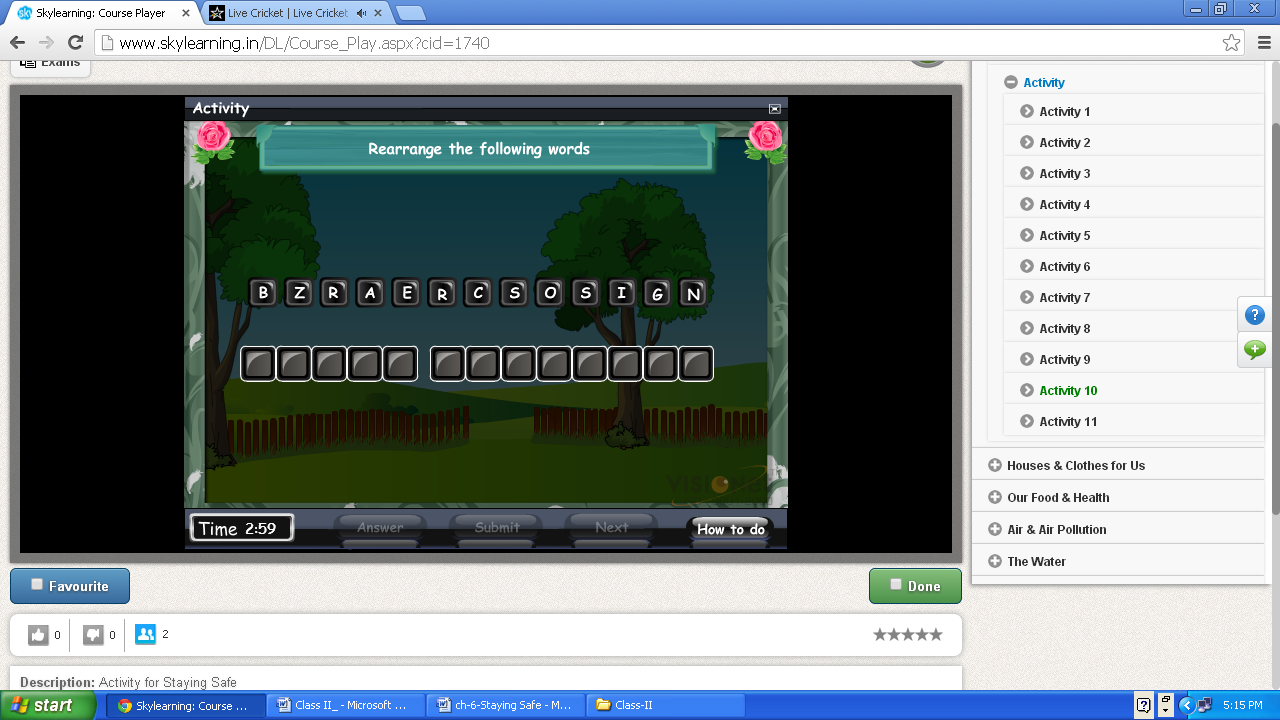 Skylearning: Course Player
Live Cricket | Live Cricket
www.skylearning.in/DL/Course_Play.aspx?cid=1740
Exams
Activity
Rearrange the following words
B Z R A E R C S O S I G N
VISION
Time 2:59
Answer
Submit
Next
How to do
Favourite
Done
0
0
2
Description: Activity for Staying Safe
Activity
Activity 1
Activity 2
Activity 3
Activity 4
Activity 5
Activity 6
Activity 7
Activity 8
Activity 9
Activity 10
Activity 11
Houses & Clothes for Us
Our Food & Health
Air & Air Pollution
The Water
start
Skylearning: Course ...
Class II_ - Microsoft ...
ch-6-Staying Safe - M...
Class-II
5:15 PM